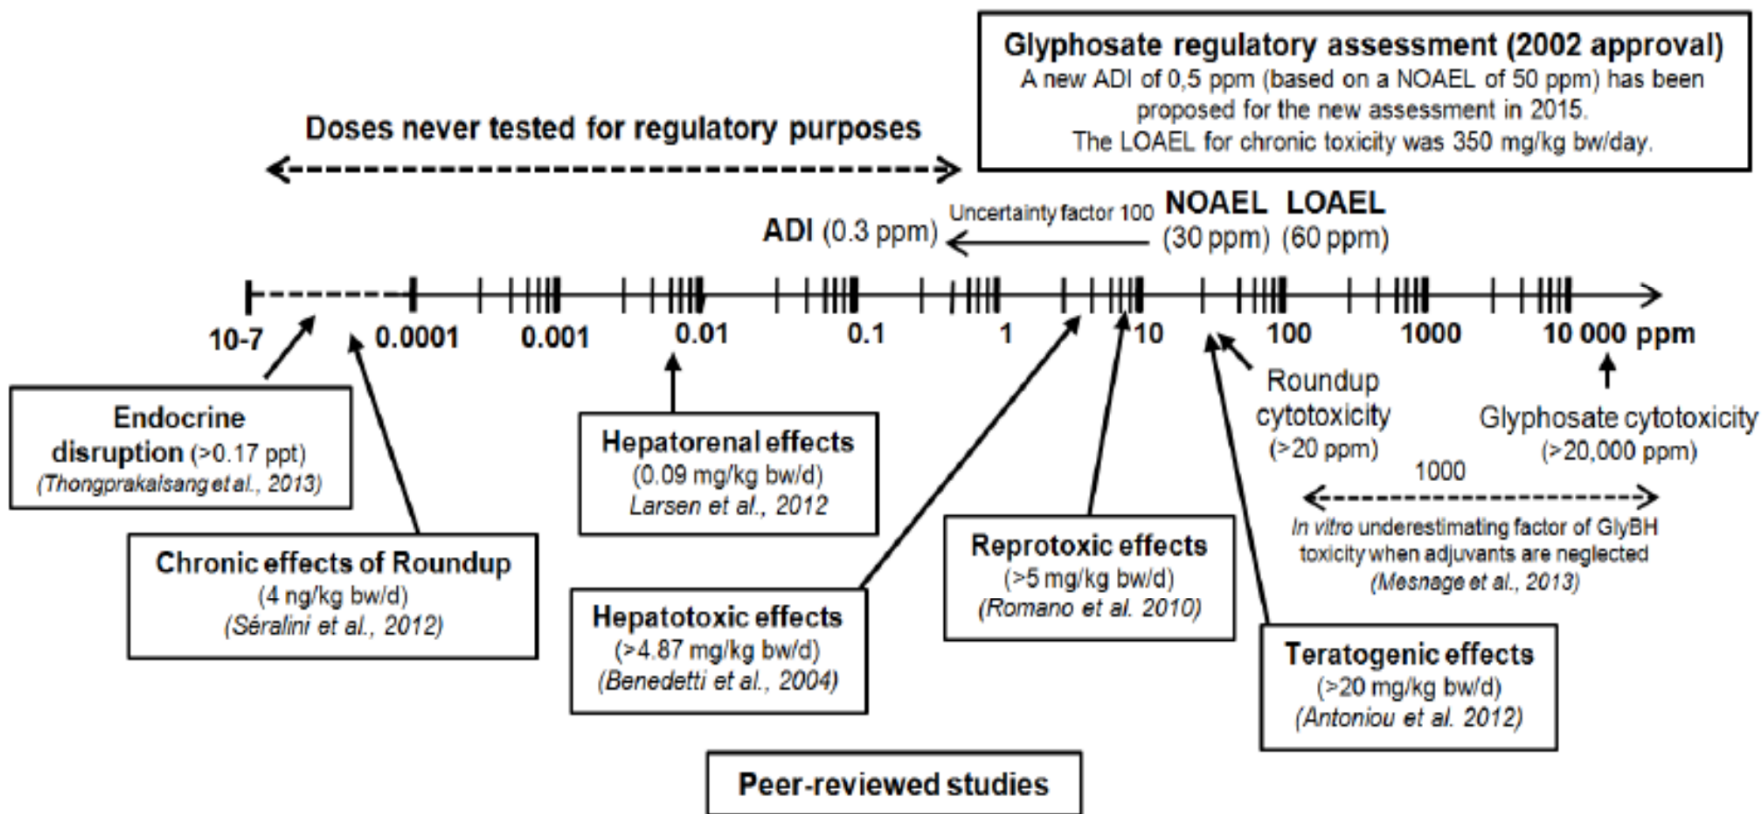 Glyphosate regulatory assessment (2002 approval)
A new ADI of 0,5 ppm (based on a NOAEL of 50 ppm) has been
proposed for the new assessment in 2015.
The LOAEL for chronic toxicity was 350 mg/kg bw/day.
Doses never tested for regulatory purposes
ADI (0.3 ppm)
Uncertainty factor 100
NOAEL
(30 ppm)
LOAEL
(60 ppm)
10-7 0.0001 0.001 0.01 0.1 1 10 100 1000 10 000 ppm
Endocrine
disruption (>0.17 ppt)
(Thongprakaisang et al., 2013)
Chronic effects of Roundup
(4 ng/kg bw/d)
(Séralini et al., 2012)
Hepatorenal effects
(0.09 mg/kg bw/d)
Larsen et al., 2012
Hepatotoxic effects
(>4.87 mg/kg bw/d)
(Benedetti et al., 2004)
Reprotoxic effects
(>5 mg/kg bw/d)
(Romano et al. 2010)
Roundup
cytotoxicity
(>20 ppm)
Glyphosate cytotoxicity
(>20,000 ppm)
1000
In vitro underestimating factor of GlyBH
toxicity when adjuvants are neglected
(Mesnage et al., 2013)
Teratogenic effects
(>20 mg/kg bw/d)
(Antoniou et al. 2012)
Peer-reviewed studies